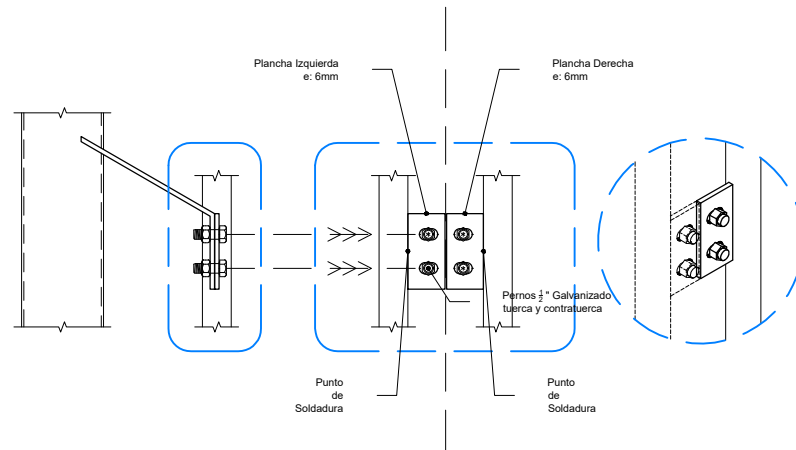 Plancha Izquierda
e: 6mm
Plancha Derecha
e: 6mm
Pernos ½" Galvanizado
tuerca y contratuerca
Punto
de
Soldadura
Punto
de
Soldadura